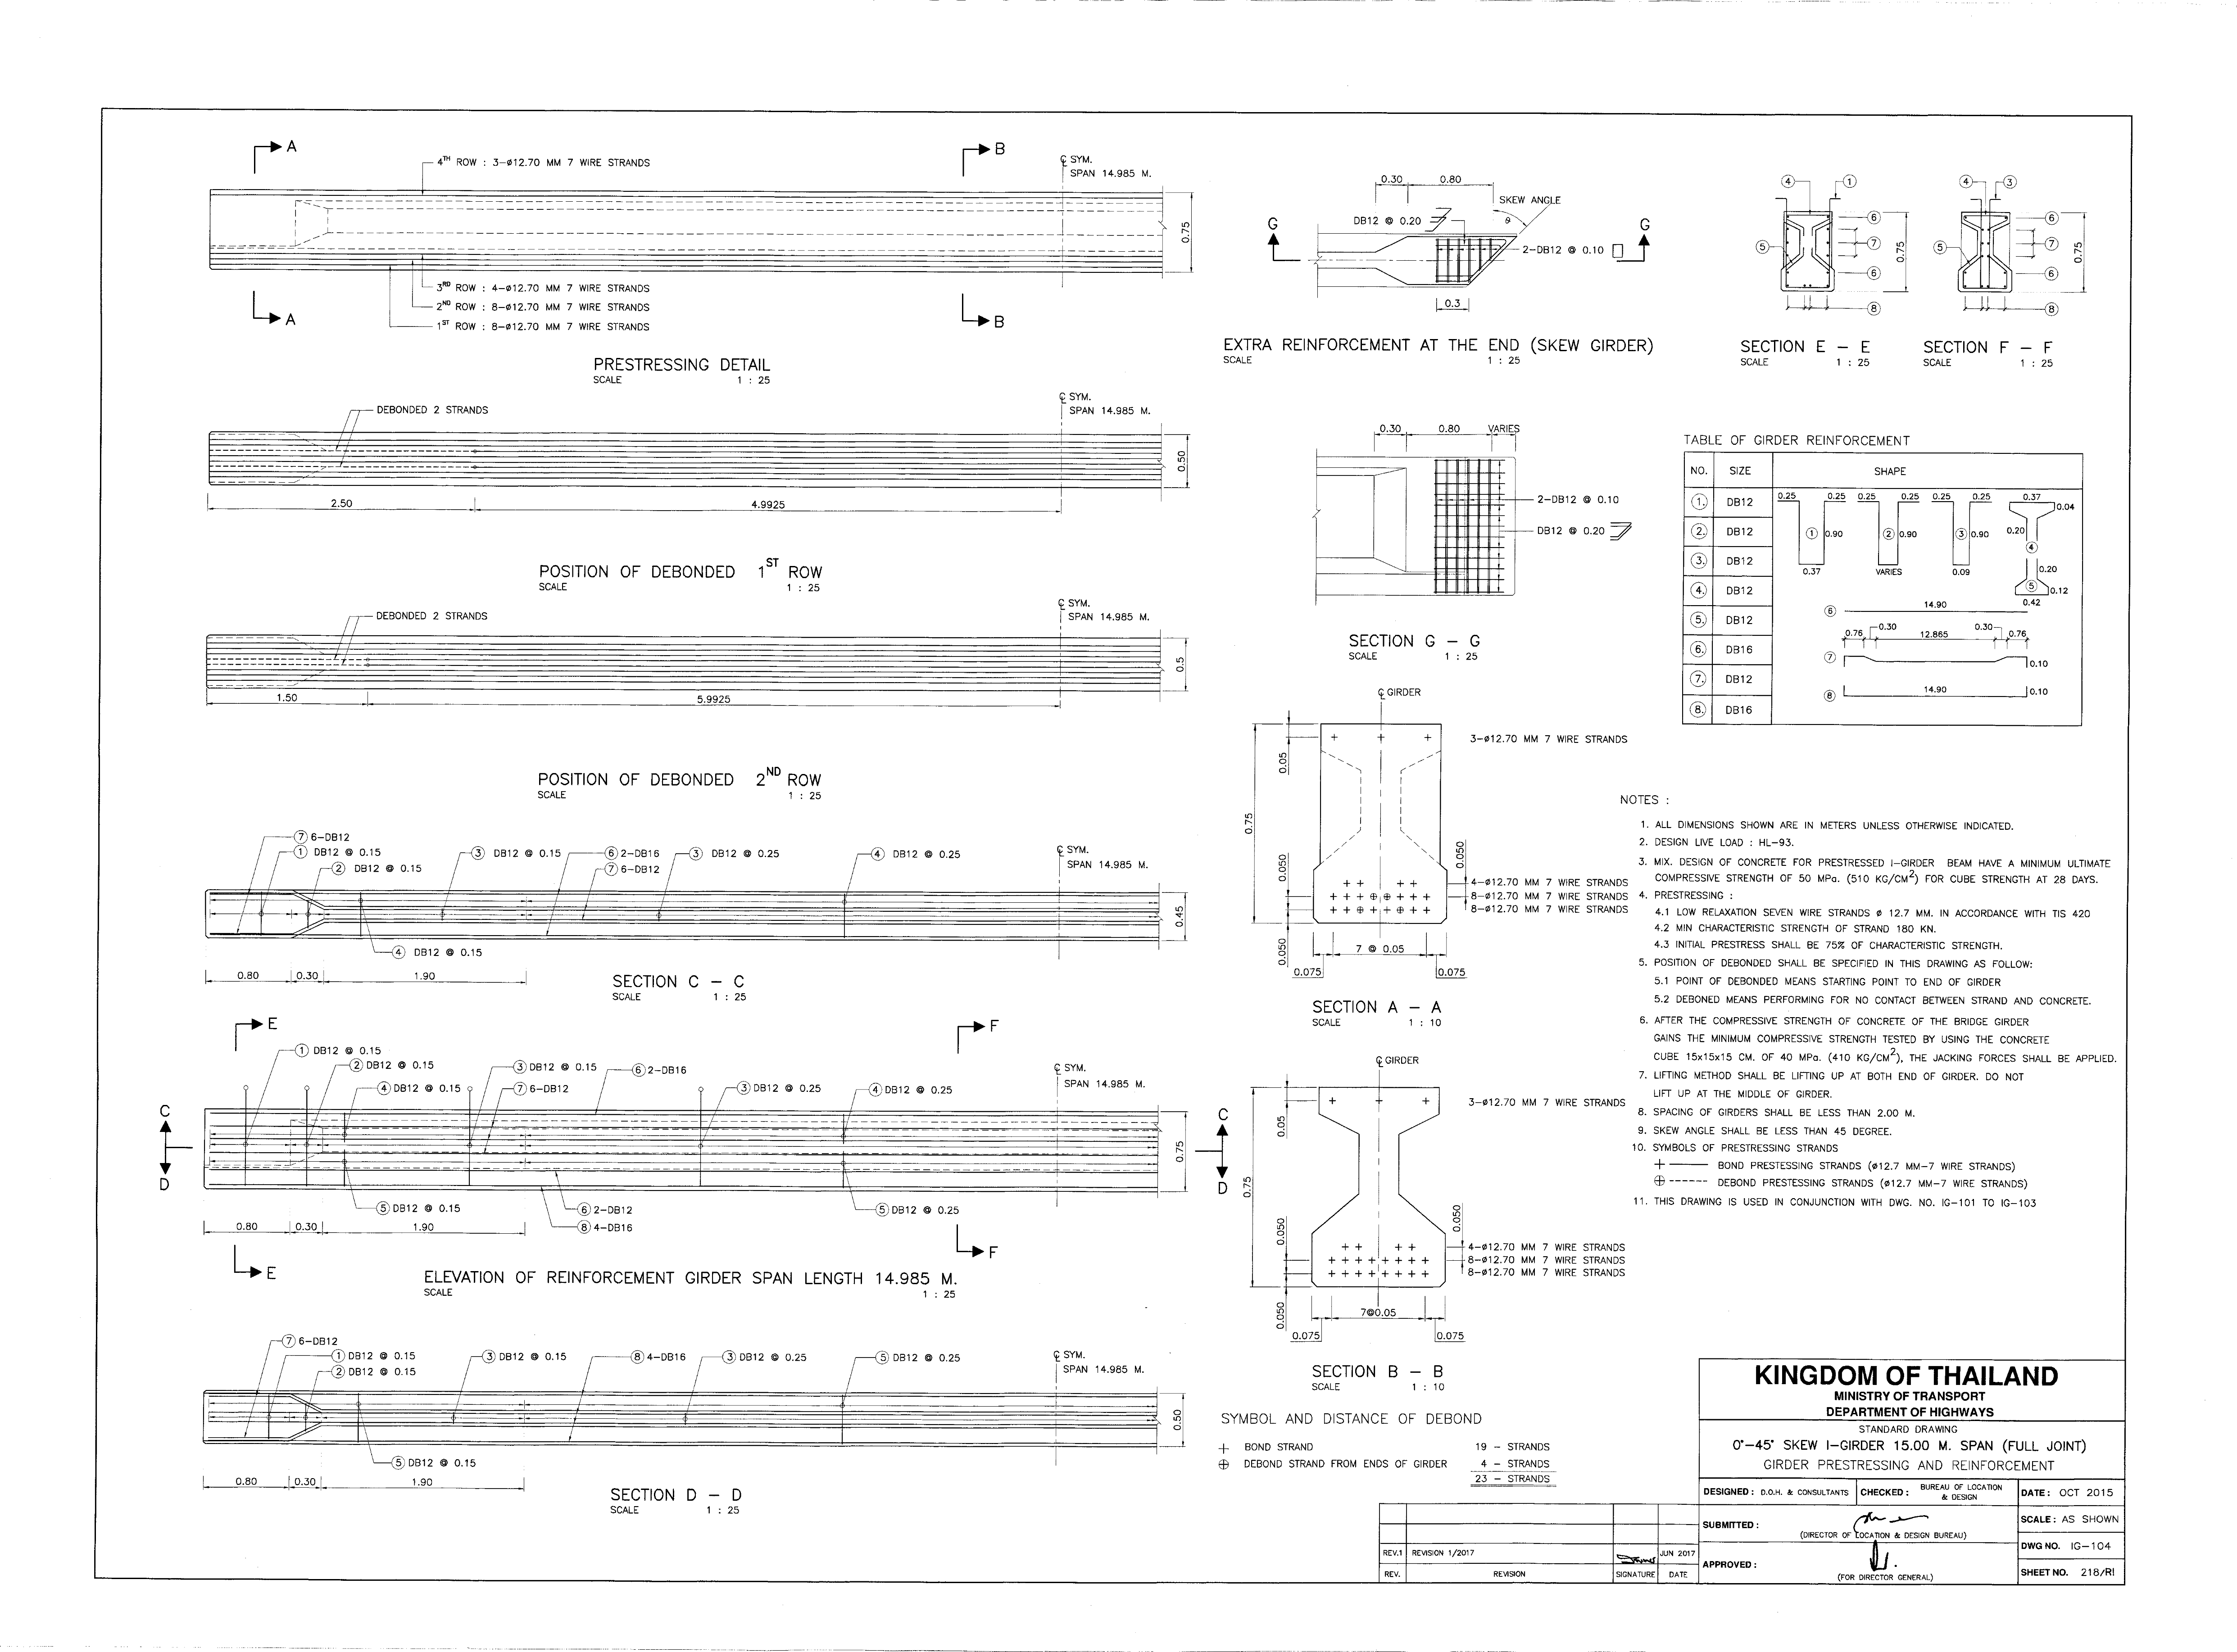 A
B
4TH ROW : 3-ø12.70 MM 7 WIRE STRANDS
℄ SYM.
SPAN 14.985 M.
0.75
3RD ROW : 4-ø12.70 MM 7 WIRE STRANDS
2ND ROW : 8-ø12.70 MM 7 WIRE STRANDS
1ST ROW : 8-ø12.70 MM 7 WIRE STRANDS
A
B
PRESTRESSING DETAIL
SCALE 1 : 25
DEBONDED 2 STRANDS
℄ SYM.
SPAN 14.985 M.
0.50
2.50
4.9925
POSITION OF DEBONDED 1ST ROW
SCALE 1 : 25
DEBONDED 2 STRANDS
℄ SYM.
SPAN 14.985 M.
0.5
1.50
5.9925
POSITION OF DEBONDED 2ND ROW
SCALE 1 : 25
7 6-DB12
1 DB12 @ 0.15
2 DB12 @ 0.15
3 DB12 @ 0.15
6 2-DB16
7 6-DB12
3 DB12 @ 0.25
4 DB12 @ 0.25
℄ SYM.
SPAN 14.985 M.
0.45
4 DB12 @ 0.15
0.80 0.30 1.90
SECTION C - C
SCALE 1 : 25
E
F
1 DB12 @ 0.15
2 DB12 @ 0.15
4 DB12 @ 0.15
3 DB12 @ 0.15
7 6-DB12
6 2-DB16
3 DB12 @ 0.25
4 DB12 @ 0.25
℄ SYM.
SPAN 14.985 M.
C
D
0.75
C
D
5 DB12 @ 0.15
6 2-DB12
8 4-DB16
5 DB12 @ 0.25
0.80 0.30 1.90
E
F
ELEVATION OF REINFORCEMENT GIRDER SPAN LENGTH 14.985 M.
SCALE 1 : 25
7 6-DB12
1 DB12 @ 0.15
2 DB12 @ 0.15
3 DB12 @ 0.15
8 4-DB16
3 DB12 @ 0.25
5 DB12 @ 0.25
℄ SYM.
SPAN 14.985 M.
0.50
5 DB12 @ 0.15
0.80 0.30 1.90
SECTION D - D
SCALE 1 : 25
0.30 0.80
SKEW ANGLE
θ
DB12 @ 0.20
2-DB12 @ 0.10
G
G
0.3
EXTRA REINFORCEMENT AT THE END (SKEW GIRDER)
SCALE 1 : 25
4 1
6
7
5
6
8
0.75
SECTION E - E
SCALE 1 : 25
4 3
6
7
5
6
8
0.75
SECTION F - F
SCALE 1 : 25
0.30 0.80 VARIES
2-DB12 @ 0.10
DB12 @ 0.20
SECTION G - G
SCALE 1 : 25
TABLE OF GIRDER REINFORCEMENT
NO. SIZE SHAPE
1. DB12
2. DB12
3. DB12
4. DB12
5. DB12
6. DB16
7. DB12
8. DB16
0.25 0.25 0.25 0.25 0.25 0.25 0.37
0.04
1 0.90 2 0.90 3 0.90 0.20
4
0.37 VARIES 0.09 0.20
5 0.12
0.42
6 14.90
0.76 0.30 12.865 0.30 0.76
7 0.10
8 14.90 0.10
℄ GIRDER
3-ø12.70 MM 7 WIRE STRANDS
0.05
0.75
0.050
0.050
4-ø12.70 MM 7 WIRE STRANDS
8-ø12.70 MM 7 WIRE STRANDS
8-ø12.70 MM 7 WIRE STRANDS
0.050
7 @ 0.05
0.075 0.075
SECTION A - A
SCALE 1 : 10
℄ GIRDER
3-ø12.70 MM 7 WIRE STRANDS
0.05
0.75
0.050
0.050
4-ø12.70 MM 7 WIRE STRANDS
8-ø12.70 MM 7 WIRE STRANDS
8-ø12.70 MM 7 WIRE STRANDS
0.050
7@0.05
0.075 0.075
SECTION B - B
SCALE 1 : 10
SYMBOL AND DISTANCE OF DEBOND
+ BOND STRAND 19 - STRANDS
⊕ DEBOND STRAND FROM ENDS OF GIRDER 4 - STRANDS
23 - STRANDS
NOTES :
1. ALL DIMENSIONS SHOWN ARE IN METERS UNLESS OTHERWISE INDICATED.
2. DESIGN LIVE LOAD : HL-93.
3. MIX. DESIGN OF CONCRETE FOR PRESTRESSED I-GIRDER BEAM HAVE A MINIMUM ULTIMATE
COMPRESSIVE STRENGTH OF 50 MPa. (510 KG/CM2) FOR CUBE STRENGTH AT 28 DAYS.
4. PRESTRESSING :
4.1 LOW RELAXATION SEVEN WIRE STRANDS ø 12.7 MM. IN ACCORDANCE WITH TIS 420
4.2 MIN CHARACTERISTIC STRENGTH OF STRAND 180 KN.
4.3 INITIAL PRESTRESS SHALL BE 75% OF CHARACTERISTIC STRENGTH.
5. POSITION OF DEBONDED SHALL BE SPECIFIED IN THIS DRAWING AS FOLLOW:
5.1 POINT OF DEBONDED MEANS STARTING POINT TO END OF GIRDER
5.2 DEBONED MEANS PERFORMING FOR NO CONTACT BETWEEN STRAND AND CONCRETE.
6. AFTER THE COMPRESSIVE STRENGTH OF CONCRETE OF THE BRIDGE GIRDER
GAINS THE MINIMUM COMPRESSIVE STRENGTH TESTED BY USING THE CONCRETE
CUBE 15x15x15 CM. OF 40 MPa. (410 KG/CM2), THE JACKING FORCES SHALL BE APPLIED.
7. LIFTING METHOD SHALL BE LIFTING UP AT BOTH END OF GIRDER. DO NOT
LIFT UP AT THE MIDDLE OF GIRDER.
8. SPACING OF GIRDERS SHALL BE LESS THAN 2.00 M.
9. SKEW ANGLE SHALL BE LESS THAN 45 DEGREE.
10. SYMBOLS OF PRESTRESSING STRANDS
+ BOND PRESTESSING STRANDS (ø12.7 MM-7 WIRE STRANDS)
⊕ ------ DEBOND PRESTESSING STRANDS (ø12.7 MM-7 WIRE STRANDS)
11. THIS DRAWING IS USED IN CONJUNCTION WITH DWG. NO. IG-101 TO IG-103
KINGDOM OF THAILAND
MINISTRY OF TRANSPORT
DEPARTMENT OF HIGHWAYS
STANDARD DRAWING
0°-45° SKEW I-GIRDER 15.00 M. SPAN (FULL JOINT)
GIRDER PRESTRESSING AND REINFORCEMENT
DESIGNED : D.O.H. & CONSULTANTS
CHECKED : BUREAU OF LOCATION & DESIGN
DATE : OCT 2015
SUBMITTED :
(DIRECTOR OF LOCATION & DESIGN BUREAU)
SCALE : AS SHOWN
APPROVED :
(FOR DIRECTOR GENERAL)
DWG NO. IG-104
SHEET NO. 218/R1
REV.1 REVISION 1/2017 JUN 2017
REV. REVISION SIGNATURE DATE